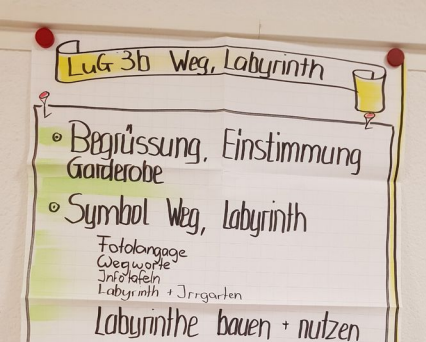 LuG 3b Weg, Labyrinth
Begrüssung, Einstimmung
Garderobe
Symbol Weg, Labyrinth
Fotolangage
Wegworte
Infotafeln
Labyrinth + Irrgarten
Labyrinthe bauen + nutzen